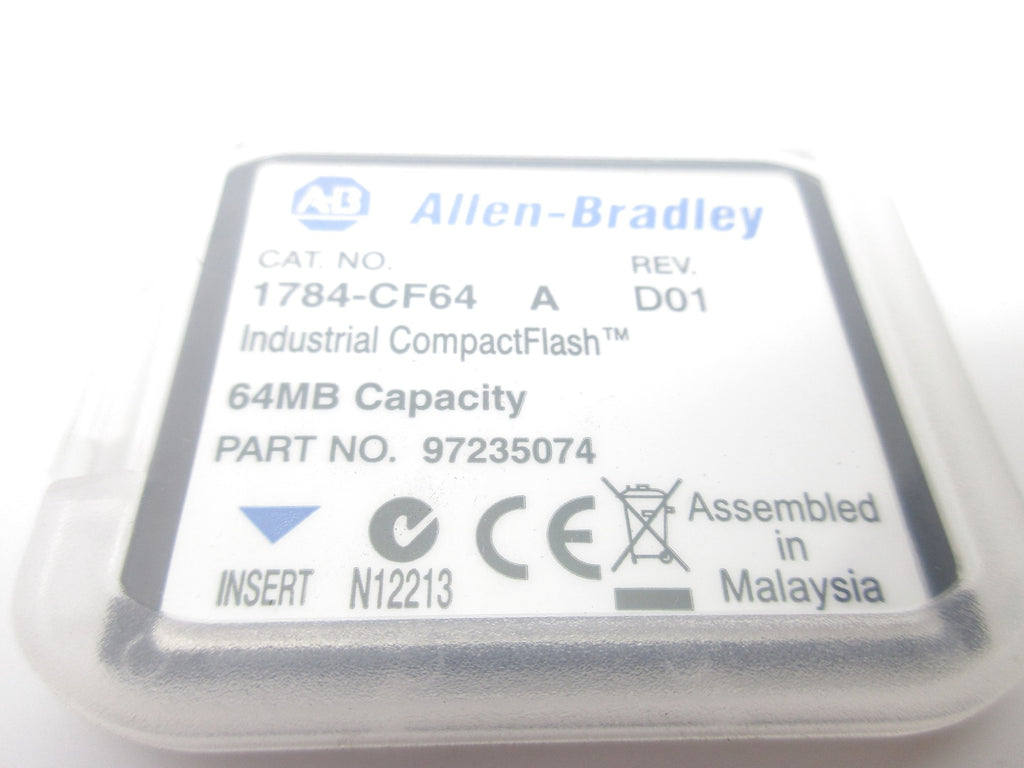 AB Allen-Bradley
CAT. NO. REV.
1784-CF64 A D01
Industrial CompactFlash™
64MB Capacity
PART NO. 97235074
INSERT
N12213
CE
Assembled
in
Malaysia